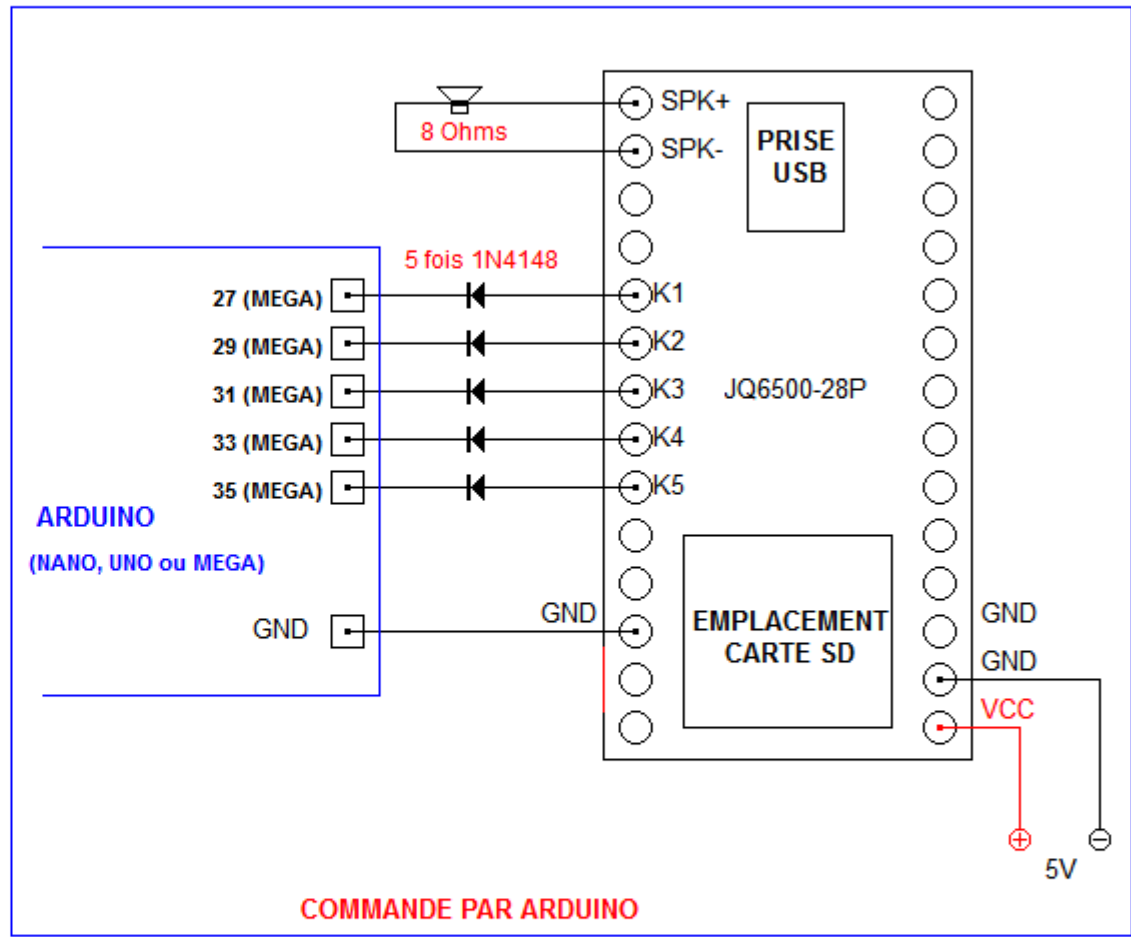 SPK+
8 Ohms
SPK-
PRISE
USB
5 fois 1N4148
27 (MEGA)
K1
29 (MEGA)
K2
31 (MEGA)
K3
JQ6500-28P
33 (MEGA)
K4
35 (MEGA)
K5
ARDUINO
(NANO, UNO ou MEGA)
GND
GND
EMPLACEMENT
CARTE SD
GND
GND
VCC
5V
COMMANDE PAR ARDUINO